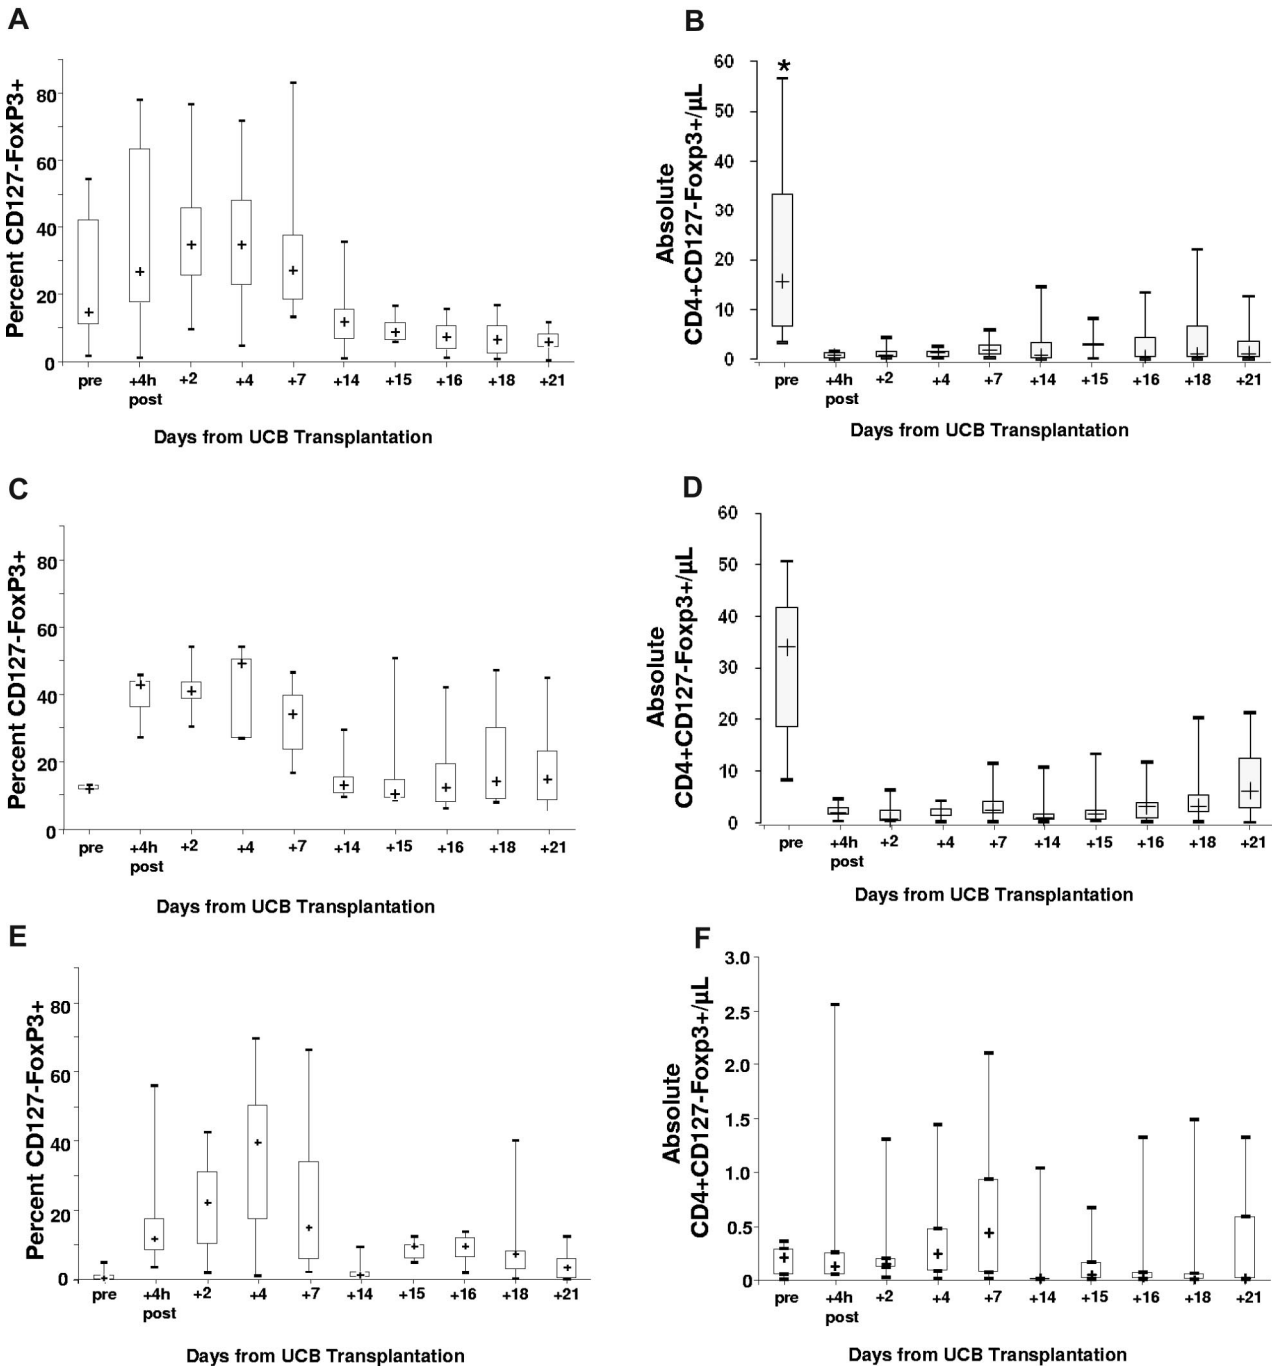 A
Percent CD127-FoxP3+
80
60
40
20
0
pre +4h +2 +4 +7 +14 +15 +16 +18 +21
post
Days from UCB Transplantation
B
*
Absolute
CD4+CD127-Foxp3+/µL
60
50
40
30
20
10
0
pre +4h +2 +4 +7 +14 +15 +16 +18 +21
post
Days from UCB Transplantation
C
Percent CD127-FoxP3+
80
60
40
20
0
pre +4h +2 +4 +7 +14 +15 +16 +18 +21
post
Days from UCB Transplantation
D
Absolute
CD4+CD127-Foxp3+/µL
60
50
40
30
20
10
0
pre +4h +2 +4 +7 +14 +15 +16 +18 +21
post
Days from UCB Transplantation
E
Percent CD127-FoxP3+
80
60
40
20
0
pre +4h +2 +4 +7 +14 +15 +16 +18 +21
post
Days from UCB Transplantation
F
Absolute
CD4+CD127-Foxp3+/µL
3.0
2.5
2.0
1.5
1.0
0.5
0
pre +4h +2 +4 +7 +14 +15 +16 +18 +21
post
Days from UCB Transplantation